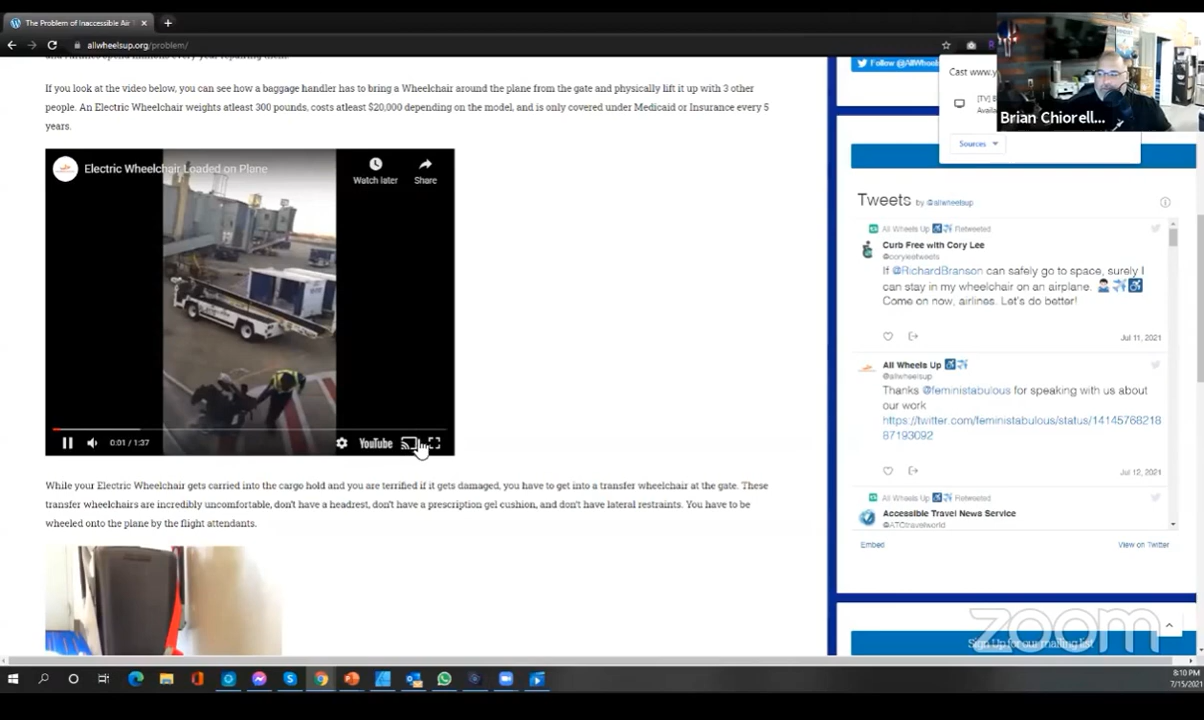 The Problem of Inaccessible Air
allwheelsup.org/problem/
If you look at the video below, you can see how a baggage handler has to bring a Wheelchair around the plane from the gate and physically lift it up with 3 other
people. An Electric Wheelchair weights atleast 300 pounds, costs atleast $20,000 depending on the model, and is only covered under Medicaid or Insurance every 5
years.
Electric Wheelchair Loaded on Plane
Watch later
Share
0:01 / 1:37
YouTube
While your Electric Wheelchair gets carried into the cargo hold and you are terrified if it gets damaged, you have to get into a transfer wheelchair at the gate. These
transfer wheelchairs are incredibly uncomfortable, don't have a headrest, don't have a prescription gel cushion, and don't have lateral restraints. You have to be
wheeled onto the plane by the flight attendants.
Cast www.y
[TV]
Availa
Sources
Brian Chiorell...
Tweets by @allwheelsup
All Wheels Up Retweeted
Curb Free with Cory Lee
@coryleetweets
If @RichardBranson can safely go to space, surely I
can stay in my wheelchair on an airplane.
Come on now, airlines. Let's do better!
Jul 11, 2021
All Wheels Up
@allwheelsup
Thanks @feministabulous for speaking with us about
our work
https://twitter.com/feministabulous/status/14145768218
87193092
Jul 12, 2021
All Wheels Up Retweeted
Accessible Travel News Service
@ATCtravelworld
Embed
View on Twitter
Sign Up for our mailing list
zoom
8:10 PM
7/15/2021